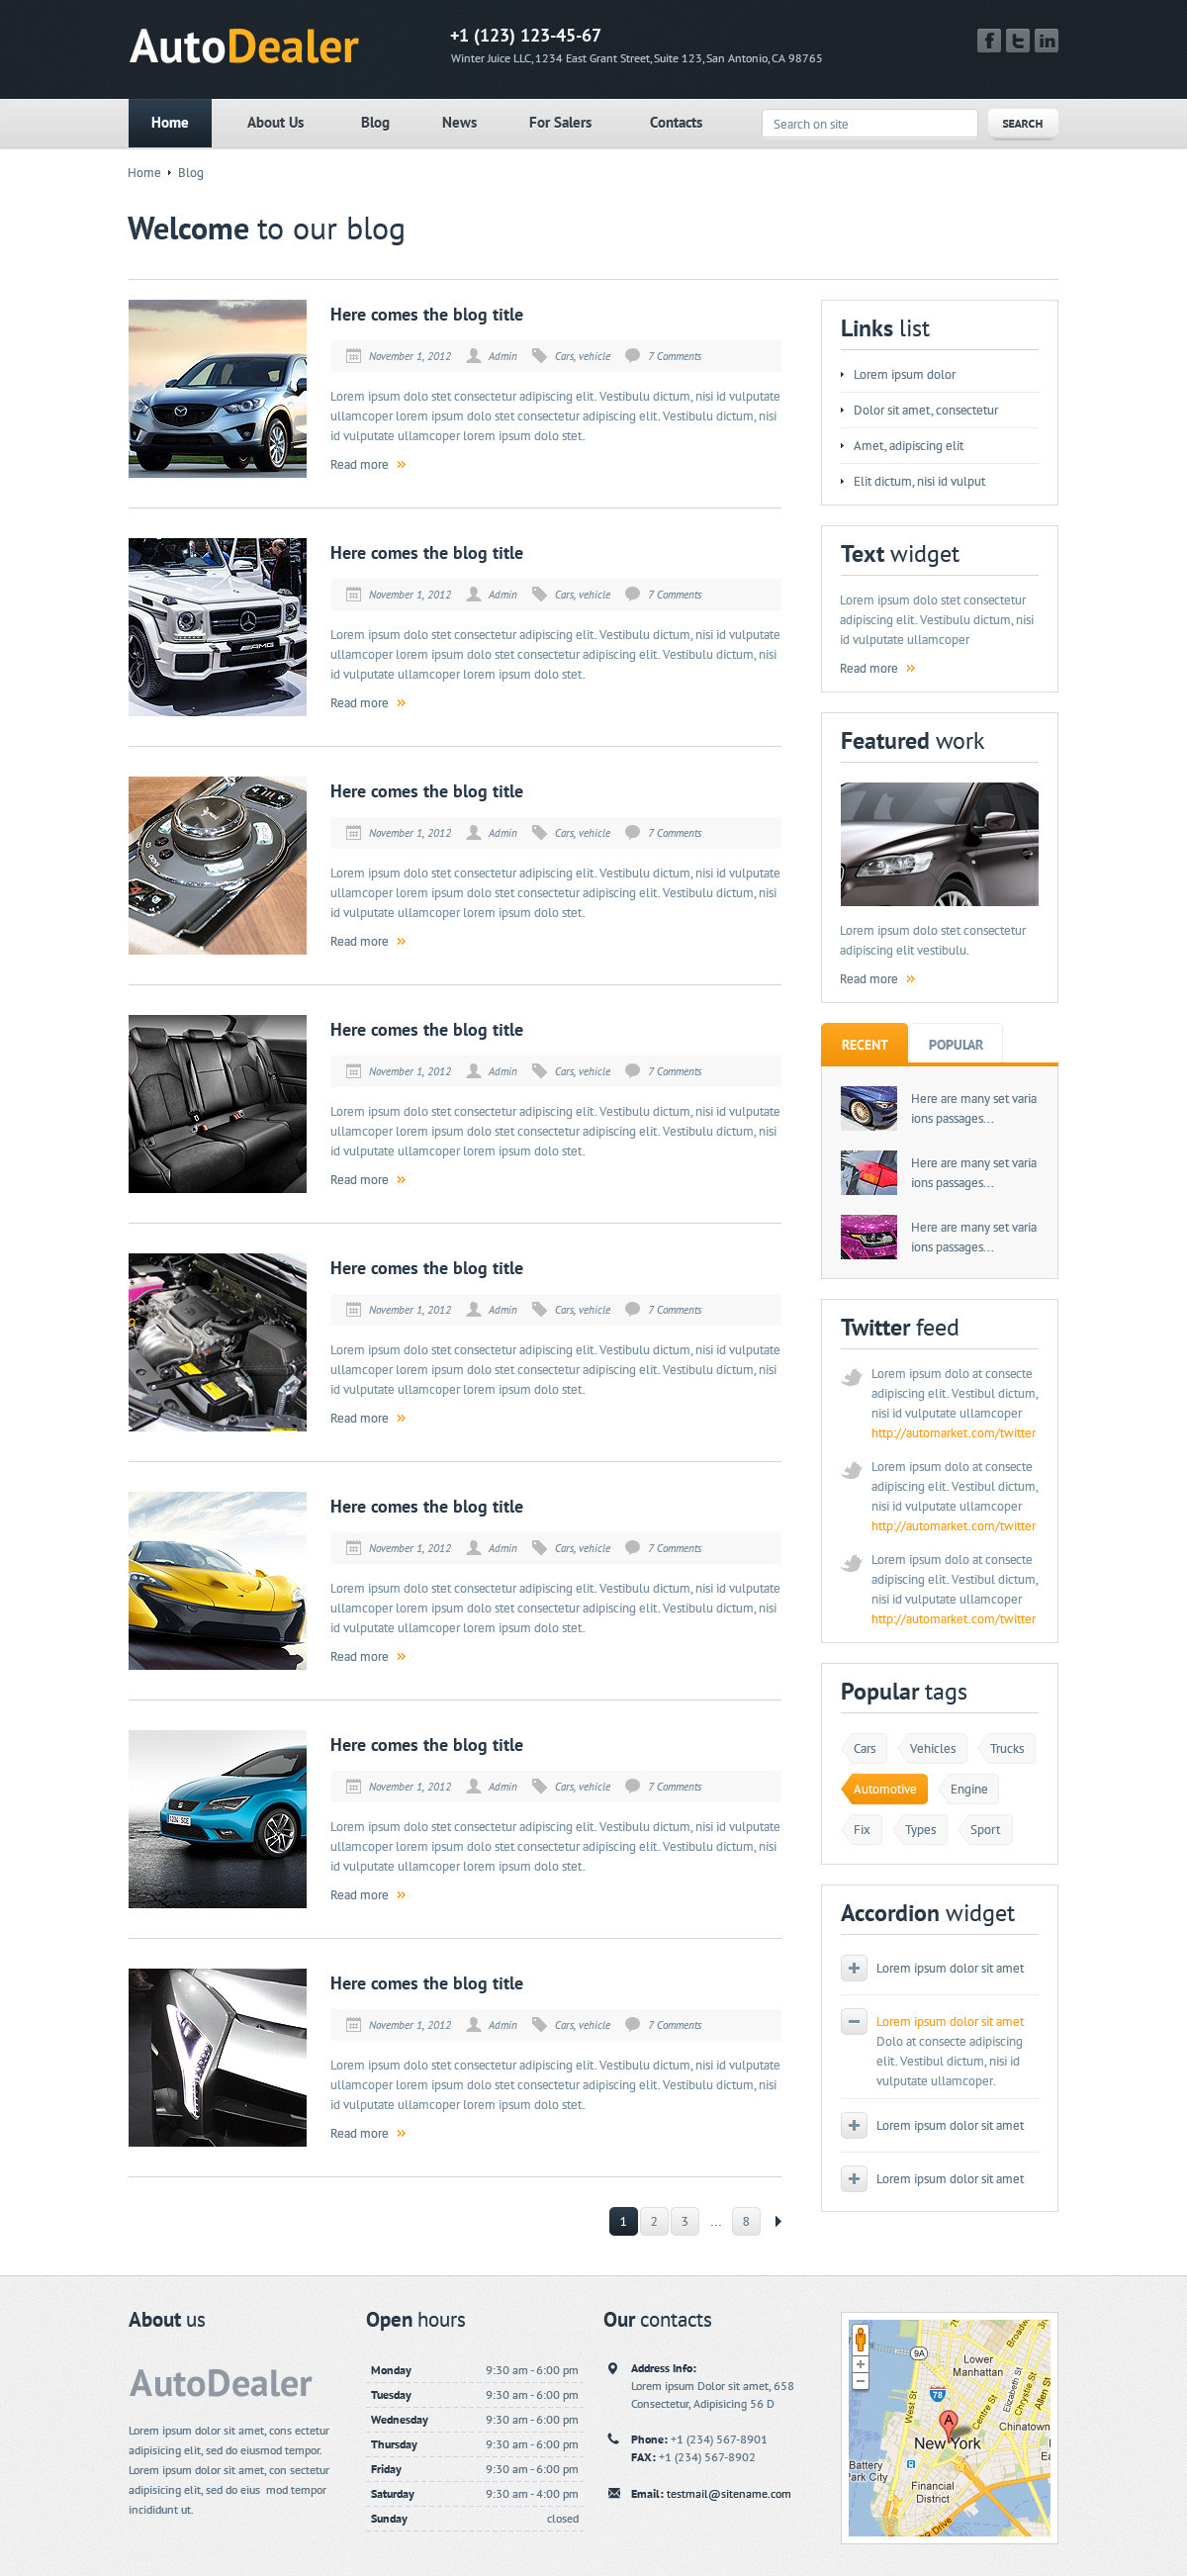 AutoDealer
+1 (123) 123-45-67
Winter Juice LLC, 1234 East Grant Street, Suite 123, San Antonio, CA 98765
Home About Us Blog News For Salers Contacts Search on site SEARCH
Home Blog
Welcome to our blog
Here comes the blog title
November 1, 2012 Admin Cars, vehicle 7 Comments
Lorem ipsum dolo stet consectetur adipiscing elit. Vestibulu dictum, nisi id vulputate
ullamcoper lorem ipsum dolo stet consectetur adipiscing elit. Vestibulu dictum, nisi
id vulputate ullamcoper lorem ipsum dolo stet.
Read more
Here comes the blog title
November 1, 2012 Admin Cars, vehicle 7 Comments
Lorem ipsum dolo stet consectetur adipiscing elit. Vestibulu dictum, nisi id vulputate
ullamcoper lorem ipsum dolo stet consectetur adipiscing elit. Vestibulu dictum, nisi
id vulputate ullamcoper lorem ipsum dolo stet.
Read more
AMG
Here comes the blog title
November 1, 2012 Admin Cars, vehicle 7 Comments
Lorem ipsum dolo stet consectetur adipiscing elit. Vestibulu dictum, nisi id vulputate
ullamcoper lorem ipsum dolo stet consectetur adipiscing elit. Vestibulu dictum, nisi
id vulputate ullamcoper lorem ipsum dolo stet.
Read more
Here comes the blog title
November 1, 2012 Admin Cars, vehicle 7 Comments
Lorem ipsum dolo stet consectetur adipiscing elit. Vestibulu dictum, nisi id vulputate
ullamcoper lorem ipsum dolo stet consectetur adipiscing elit. Vestibulu dictum, nisi
id vulputate ullamcoper lorem ipsum dolo stet.
Read more
Here comes the blog title
November 1, 2012 Admin Cars, vehicle 7 Comments
Lorem ipsum dolo stet consectetur adipiscing elit. Vestibulu dictum, nisi id vulputate
ullamcoper lorem ipsum dolo stet consectetur adipiscing elit. Vestibulu dictum, nisi
id vulputate ullamcoper lorem ipsum dolo stet.
Read more
Here comes the blog title
November 1, 2012 Admin Cars, vehicle 7 Comments
Lorem ipsum dolo stet consectetur adipiscing elit. Vestibulu dictum, nisi id vulputate
ullamcoper lorem ipsum dolo stet consectetur adipiscing elit. Vestibulu dictum, nisi
id vulputate ullamcoper lorem ipsum dolo stet.
Read more
Here comes the blog title
November 1, 2012 Admin Cars, vehicle 7 Comments
Lorem ipsum dolo stet consectetur adipiscing elit. Vestibulu dictum, nisi id vulputate
ullamcoper lorem ipsum dolo stet consectetur adipiscing elit. Vestibulu dictum, nisi
id vulputate ullamcoper lorem ipsum dolo stet.
Read more
1234 SCE
Here comes the blog title
November 1, 2012 Admin Cars, vehicle 7 Comments
Lorem ipsum dolo stet consectetur adipiscing elit. Vestibulu dictum, nisi id vulputate
ullamcoper lorem ipsum dolo stet consectetur adipiscing elit. Vestibulu dictum, nisi
id vulputate ullamcoper lorem ipsum dolo stet.
Read more
1 2 3 ... 8
Links list
Lorem ipsum dolor
Dolor sit amet, consectetur
Amet, adipiscing elit
Elit dictum, nisi id vulput
Text widget
Lorem ipsum dolo stet consectetur
adipiscing elit. Vestibulu dictum, nisi
id vulputate ullamcoper
Read more
Featured work
Lorem ipsum dolo stet consectetur
adipiscing elit vestibulu.
Read more
RECENT POPULAR
Here are many set varia
ions passages...
Here are many set varia
ions passages...
Here are many set varia
ions passages...
Twitter feed
Lorem ipsum dolo at consecte
adipiscing elit. Vestibul dictum,
nisi id vulputate ullamcoper
http://automarket.com/twitter
Lorem ipsum dolo at consecte
adipiscing elit. Vestibul dictum,
nisi id vulputate ullamcoper
http://automarket.com/twitter
Lorem ipsum dolo at consecte
adipiscing elit. Vestibul dictum,
nisi id vulputate ullamcoper
http://automarket.com/twitter
Popular tags
Cars Vehicles Trucks
Automotive Engine
Fix Types Sport
Accordion widget
Lorem ipsum dolor sit amet
Lorem ipsum dolor sit amet
Dolo at consecte adipiscing
elit. Vestibul dictum, nisi id
vulputate ullamcoper.
Lorem ipsum dolor sit amet
Lorem ipsum dolor sit amet
About us
AutoDealer
Lorem ipsum dolor sit amet, cons ectetur
adipisicing elit, sed do eiusmod tempor.
Lorem ipsum dolor sit amet, con sectetur
adipisicing elit, sed do eius mod tempor
incididunt ut.
Open hours
Monday 9:30 am - 6:00 pm
Tuesday 9:30 am - 6:00 pm
Wednesday 9:30 am - 6:00 pm
Thursday 9:30 am - 6:00 pm
Friday 9:30 am - 6:00 pm
Saturday 9:30 am - 4:00 pm
Sunday closed
Our contacts
Address Info:
Lorem ipsum Dolor sit amet, 658
Consectetur, Adipisicing 56 D
Phone: +1 (234) 567-8901
FAX: +1 (234) 567-8902
Email: testmail@sitename.com
9A
Lower
Manhattan
78
West St
Broadway
Elizabeth St
Chrystie St
Allen St
Centre St
A
Chinatown
New York
Battery
Park City
Financial
District
FDR Drive